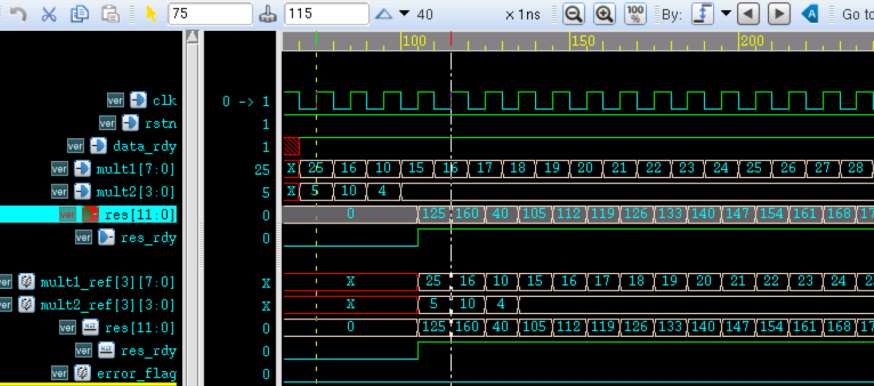 75 115 40 x 1ns 100 % By: Go to
100 150 200
ver clk 0 -> 1
ver rstn 1
ver data_rdy 1
ver mult1[7:0] 25 X 25 16 10 15 16 17 18 19 20 21 22 23 24 25 26 27 28
ver mult2[3:0] 5 X 5 10 4
ver res[11:0] 0 0 125 160 40 105 112 119 126 133 140 147 154 161 168 17
ver res_rdy 0
ver mult1_ref[3][7:0] X X 25 16 10 15 16 17 18 19 20 21 22 23 24 2
ver mult2_ref[3][3:0] X X 5 10 4
ver res[11:0] 0 0 125 160 40 105 112 119 126 133 140 147 154 161 168 17
ver res_rdy 0
ver error_flag 0